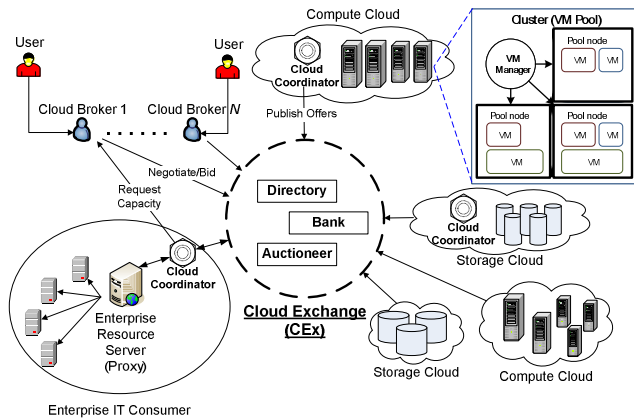 Compute Cloud
Cluster (VM Pool)
User
User
Cloud
Coordinator
VM
Manager
Pool node
VM
VM
Cloud Broker 1
Cloud Broker N
Publish Offers
Pool node
VM
VM
Pool node
VM
VM
VM
Negotiate/Bid
Request
Capacity
Directory
Bank
Auctioneer
Cloud
Coordinator
Storage Cloud
Cloud
Coordinator
Cloud Exchange
(CEx)
Enterprise
Resource
Server
(Proxy)
Storage Cloud
Compute Cloud
Enterprise IT Consumer